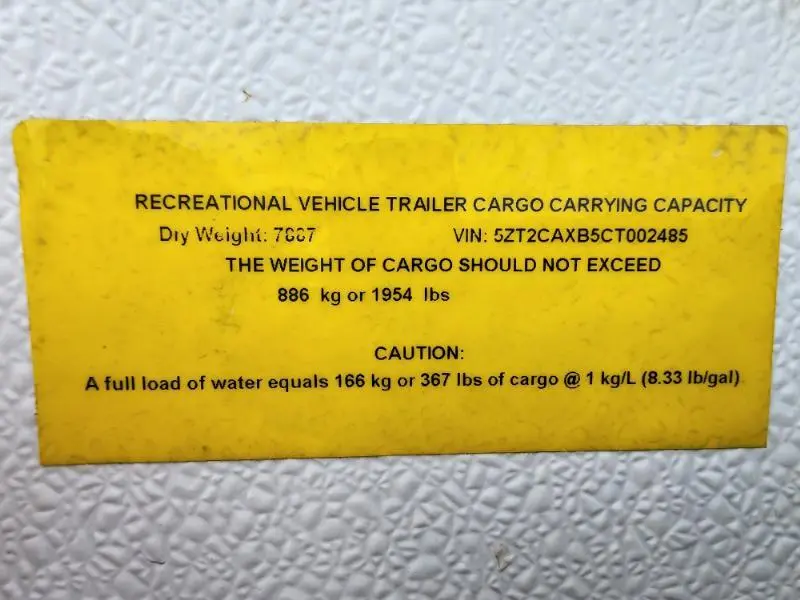 RECREATIONAL VEHICLE TRAILER CARGO CARRYING CAPACITY
Dry Weight: VIN: 5ZT2CAXB5CT002485
THE WEIGHT OF CARGO SHOULD NOT EXCEED
886 kg or 1954 lbs
CAUTION:
A full load of water equals 166 kg or 367 lbs of cargo @ 1 kg/L (8.33 lb/gal)